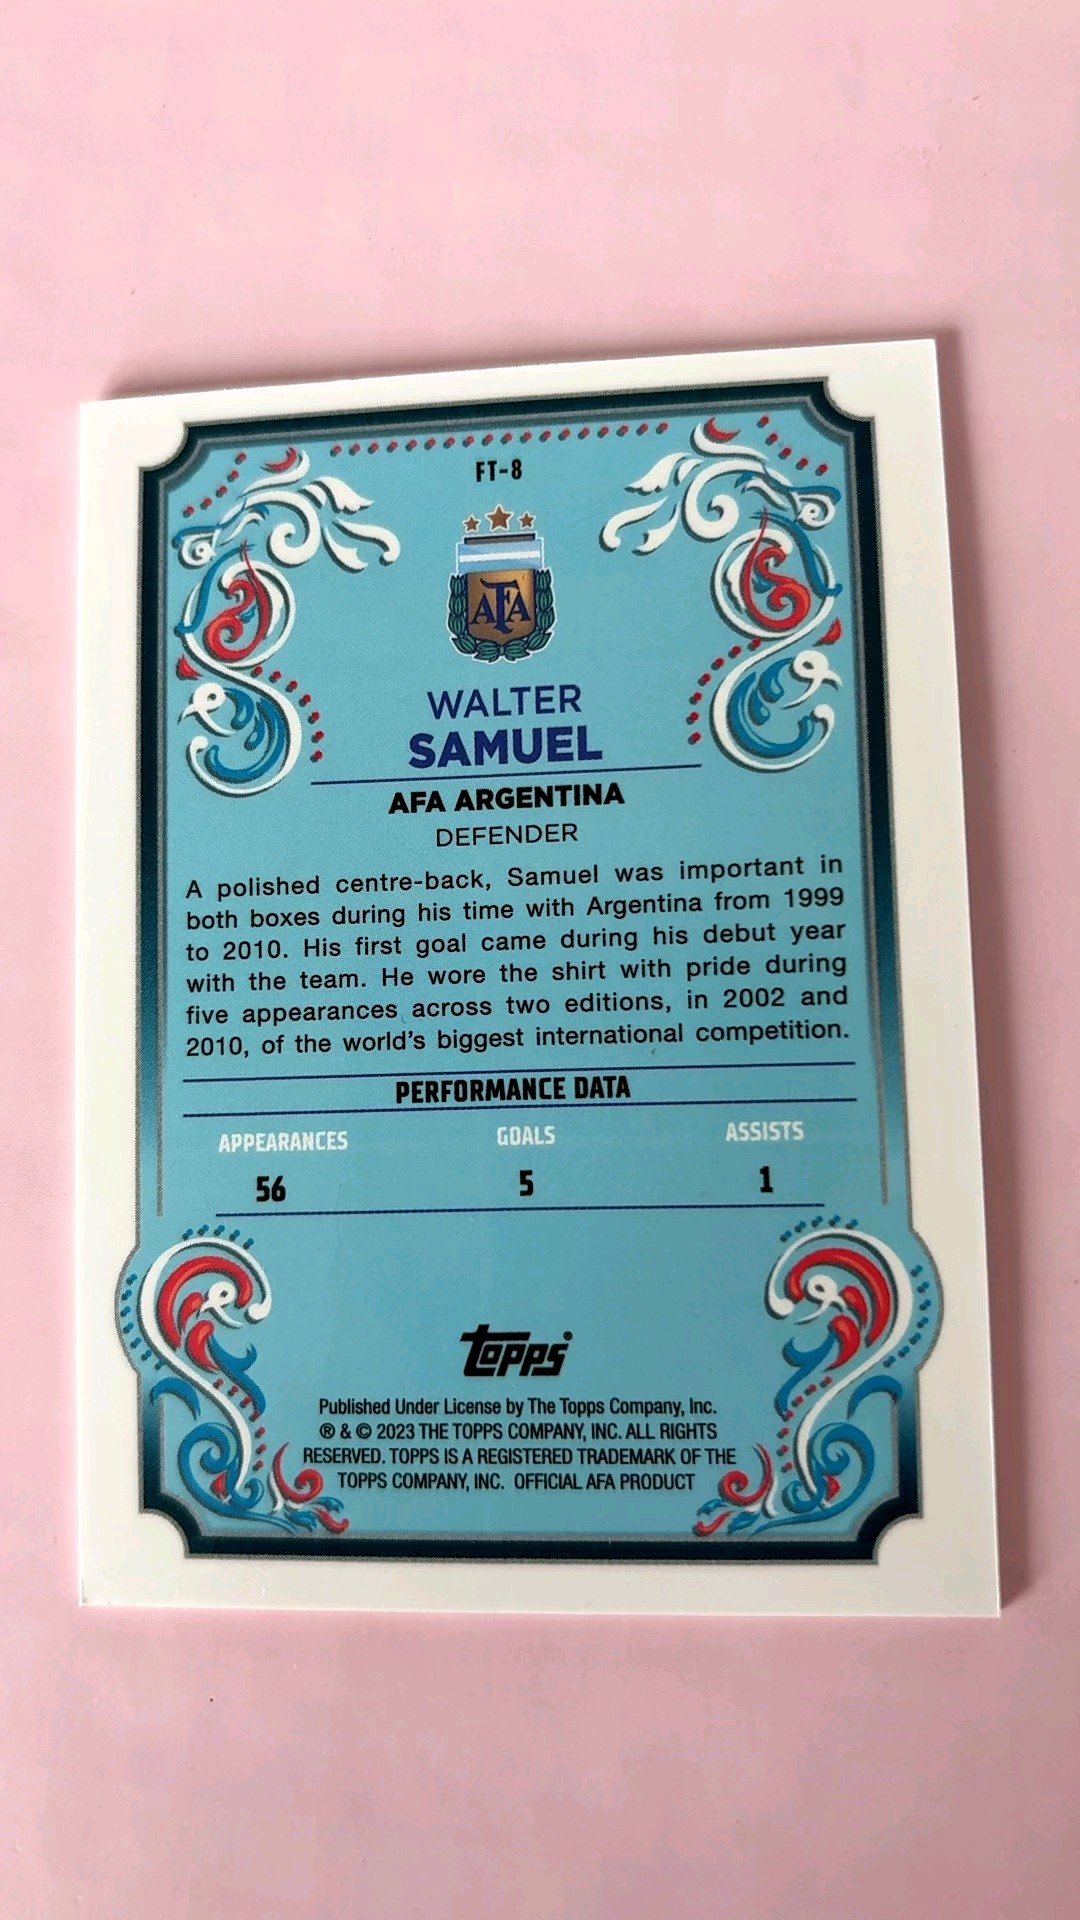 FT-8
AFA
WALTER
SAMUEL
AFA ARGENTINA
DEFENDER
A polished centre-back, Samuel was important in
both boxes during his time with Argentina from 1999
to 2010. His first goal came during his debut year
with the team. He wore the shirt with pride during
five appearances across two editions, in 2002 and
2010, of the world's biggest international competition.
PERFORMANCE DATA
APPEARANCES GOALS ASSISTS
56 5 1
topps®
Published Under License by The Topps Company, Inc.
® & © 2023 THE TOPPS COMPANY, INC. ALL RIGHTS
RESERVED. TOPPS IS A REGISTERED TRADEMARK OF THE
TOPPS COMPANY, INC. OFFICIAL AFA PRODUCT